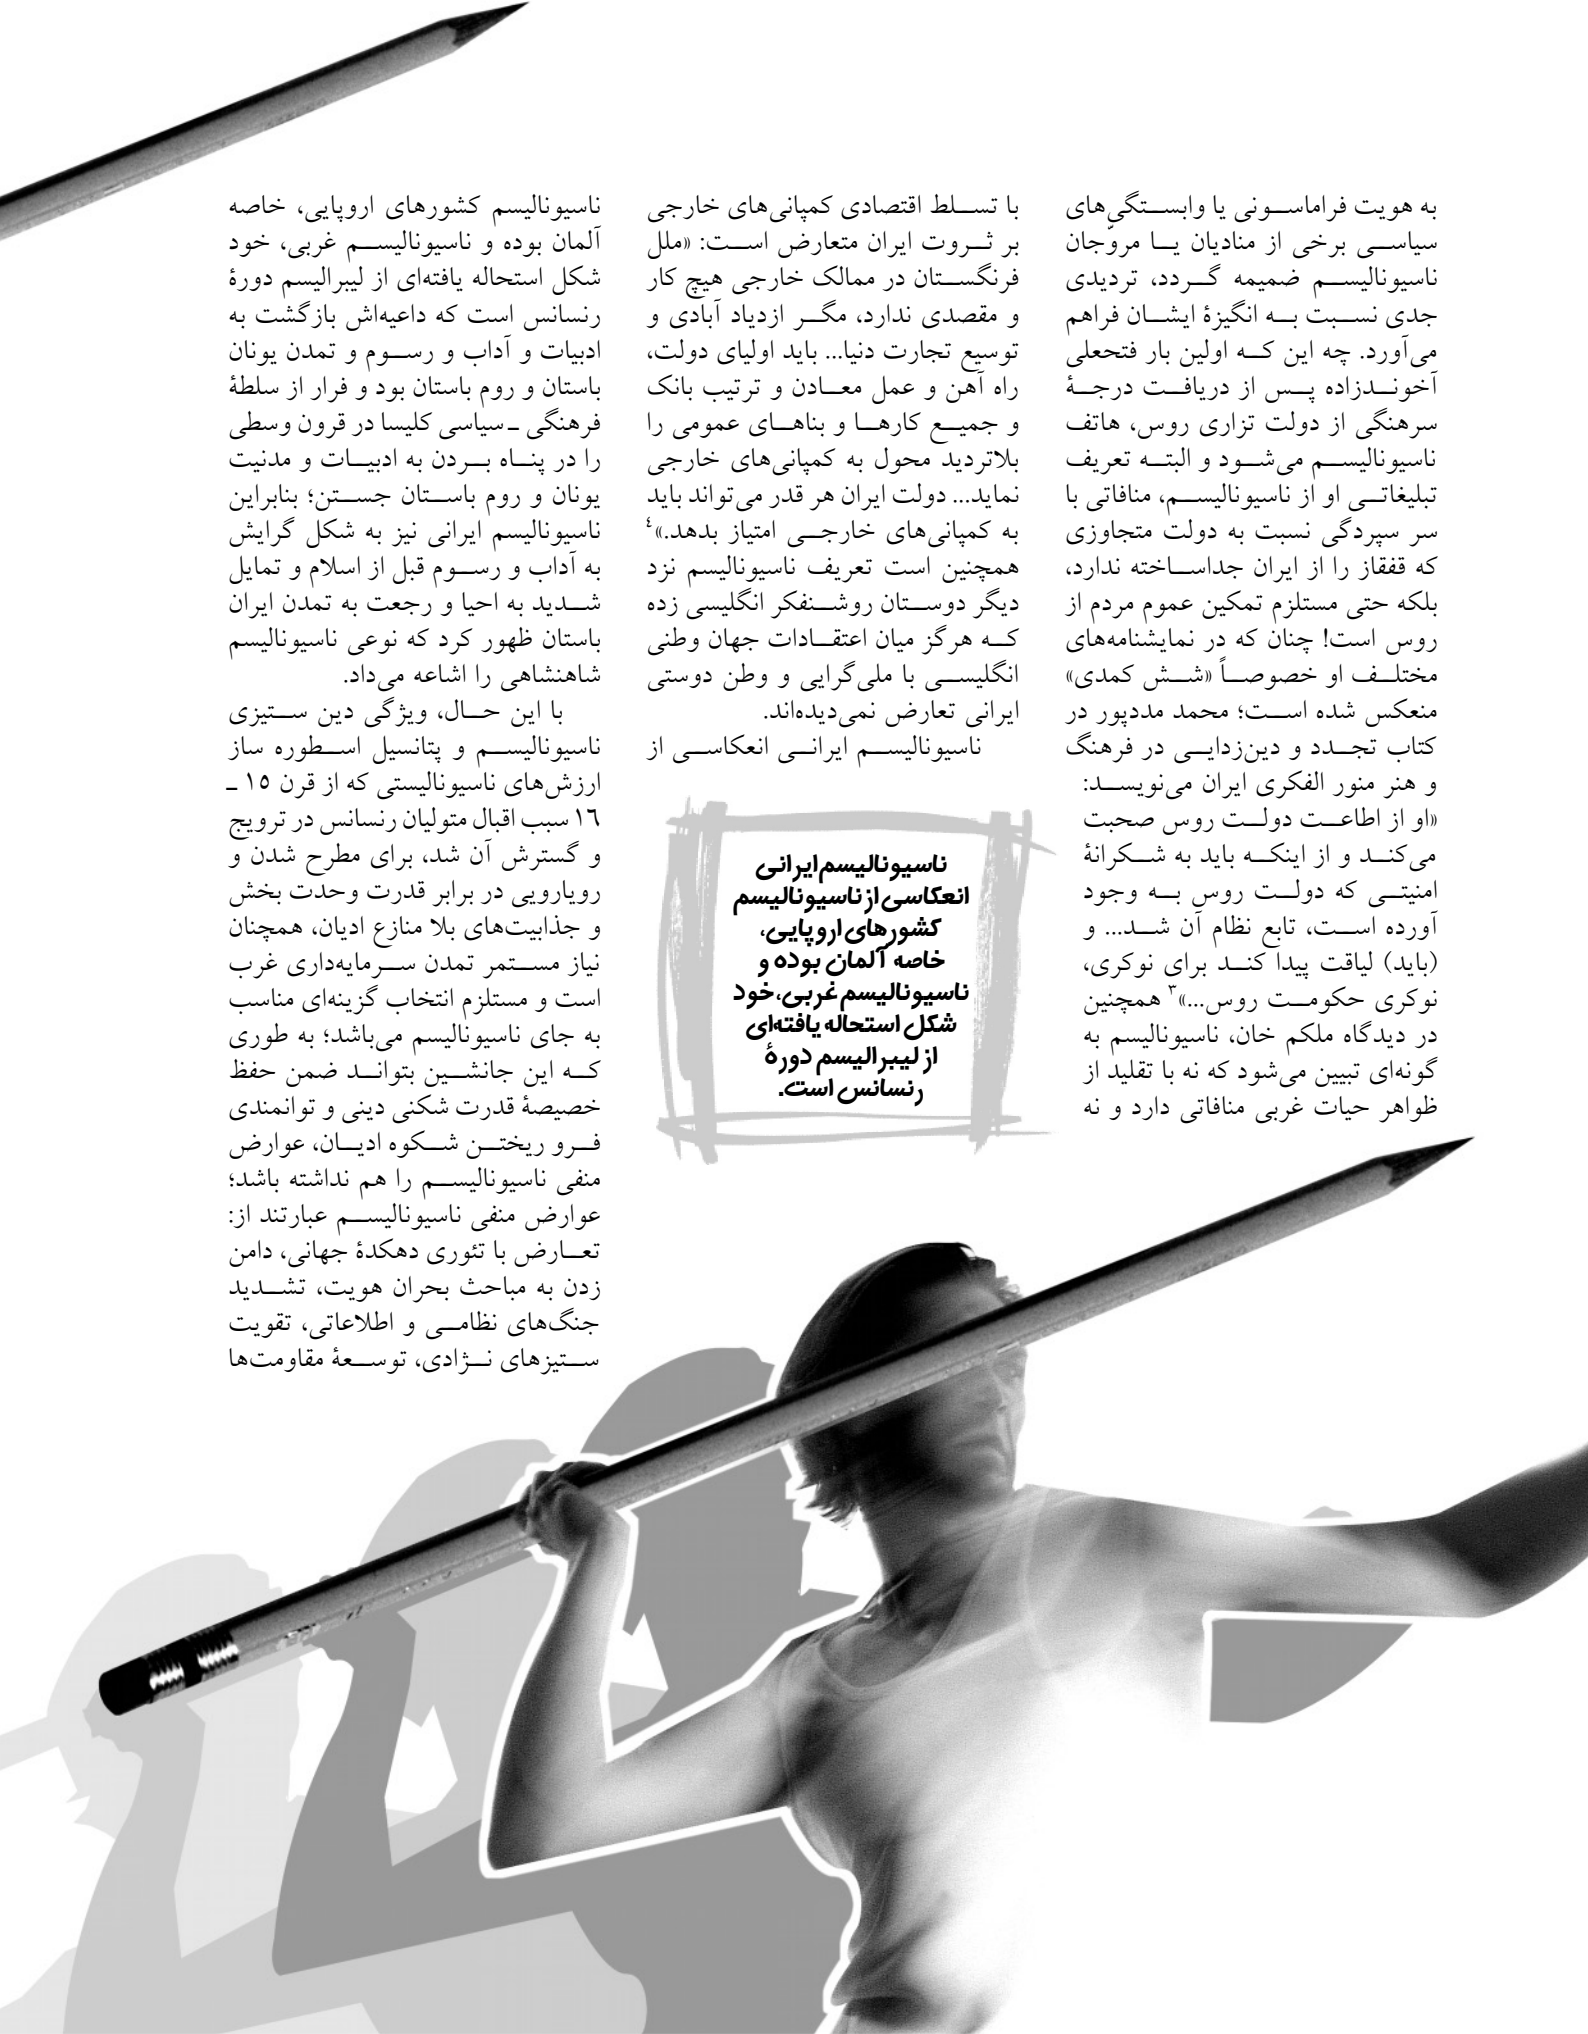 به هویت فراماسونی یا وابستگی‌های
سیاسی برخی از منادیان یا مروّجان
ناسیونالیسم ضمیمه گردد، تردیدی
جدی نسبت به انگیزهٔ ایشان فراهم
می‌آورد. چه این که اولین بار فتحعلی
آخوندزاده پس از دریافت درجهٔ
سرهنگی از دولت تزاری روس، هاتف
ناسیونالیسم می‌شود و البته تعریف
تبلیغاتی او از ناسیونالیسم، منافاتی با
سر سپردگی نسبت به دولت متجاوزی
که قفقاز را از ایران جداساخته ندارد،
بلکه حتی مستلزم تمکین عموم مردم از
روس است! چنان که در نمایشنامه‌های
مختلف او خصوصاً «شش کمدی»
منعکس شده است؛ محمد مددپور در
کتاب تجدد و دین‌زدایی در فرهنگ
و هنر منور الفکری ایران می‌نویسد:
«او از اطاعت دولت روس صحبت
می‌کند و از اینکه باید به شکرانهٔ
امنیتی که دولت روس به وجود
آورده است، تابع نظام آن شد... و
(باید) لیاقت پیدا کند برای نوکری،
نوکری حکومت روس...»۳ همچنین
در دیدگاه ملکم خان، ناسیونالیسم به
گونه‌ای تبیین می‌شود که نه با تقلید از
ظواهر حیات غربی منافاتی دارد و نه
با تسلط اقتصادی کمپانی‌های خارجی
بر ثروت ایران متعارض است: «ملل
فرنگستان در ممالک خارجی هیچ کار
و مقصدی ندارد، مگر ازدیاد آبادی و
توسیع تجارت دنیا... باید اولیای دولت،
راه آهن و عمل معادن و ترتیب بانک
و جمیع کارها و بناهای عمومی را
بلاتردید محول به کمپانی‌های خارجی
نماید... دولت ایران هر قدر می‌تواند باید
به کمپانی‌های خارجی امتیاز بدهد.»٤
همچنین است تعریف ناسیونالیسم نزد
دیگر دوستان روشنفکر انگلیسی زده
که هرگز میان اعتقادات جهان وطنی
انگلیسی با ملی‌گرایی و وطن دوستی
ایرانی تعارض نمی‌دیده‌اند.
ناسیونالیسم ایرانی انعکاسی از
ناسیونالیسم ایرانی
انعکاسی از ناسیونالیسم
کشورهای اروپایی،
خاصه آلمان بوده و
ناسیونالیسم غربی، خود
شکل استحاله یافته‌ای
از لیبرالیسم دورهٔ
رنسانس است.
ناسیونالیسم کشورهای اروپایی، خاصه
آلمان بوده و ناسیونالیسم غربی، خود
شکل استحاله یافته‌ای از لیبرالیسم دورهٔ
رنسانس است که داعیه‌اش بازگشت به
ادبیات و آداب و رسوم و تمدن یونان
باستان و روم باستان بود و فرار از سلطهٔ
فرهنگی ـ سیاسی کلیسا در قرون وسطی
را در پناه بردن به ادبیات و مدنیت
یونان و روم باستان جستن؛ بنابراین
ناسیونالیسم ایرانی نیز به شکل گرایش
به آداب و رسوم قبل از اسلام و تمایل
شدید به احیا و رجعت به تمدن ایران
باستان ظهور کرد که نوعی ناسیونالیسم
شاهنشاهی را اشاعه می‌داد.
با این حال، ویژگی دین ستیزی
ناسیونالیسم و پتانسیل اسطوره ساز
ارزش‌های ناسیونالیستی که از قرن ۱۵ ـ
۱٦ سبب اقبال متولیان رنسانس در ترویج
و گسترش آن شد، برای مطرح شدن و
رویارویی در برابر قدرت وحدت بخش
و جذابیت‌های بلا منازع ادیان، همچنان
نیاز مستمر تمدن سرمایه‌داری غرب
است و مستلزم انتخاب گزینه‌ای مناسب
به جای ناسیونالیسم می‌باشد؛ به طوری
که این جانشین بتواند ضمن حفظ
خصیصهٔ قدرت شکنی دینی و توانمندی
فرو ریختن شکوه ادیان، عوارض
منفی ناسیونالیسم را هم نداشته باشد؛
عوارض منفی ناسیونالیسم عبارتند از:
تعارض با تئوری دهکدهٔ جهانی، دامن
زدن به مباحث بحران هویت، تشدید
جنگ‌های نظامی و اطلاعاتی، تقویت
ستیزهای نژادی، توسعهٔ مقاومت‌ها